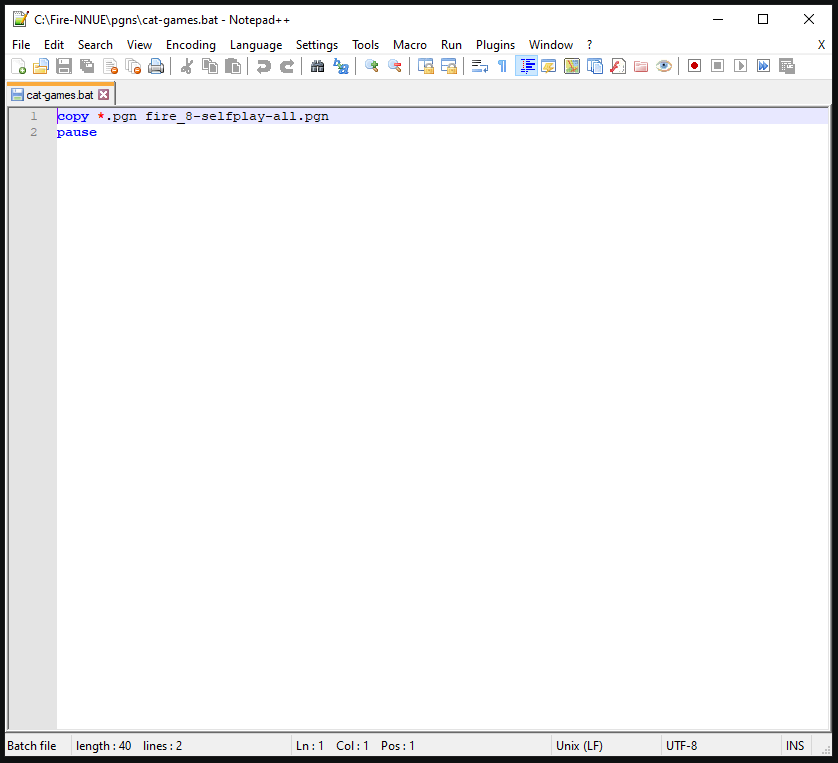 C:\Fire-NNUE\pgns\cat-games.bat - Notepad++
File Edit Search View Encoding Language Settings Tools Macro Run Plugins Window ? X
cat-games.bat
1 copy *.pgn fire_8-selfplay-all.pgn
2 pause
Batch file length : 40 lines : 2 Ln : 1 Col : 1 Pos : 1 Unix (LF) UTF-8 INS